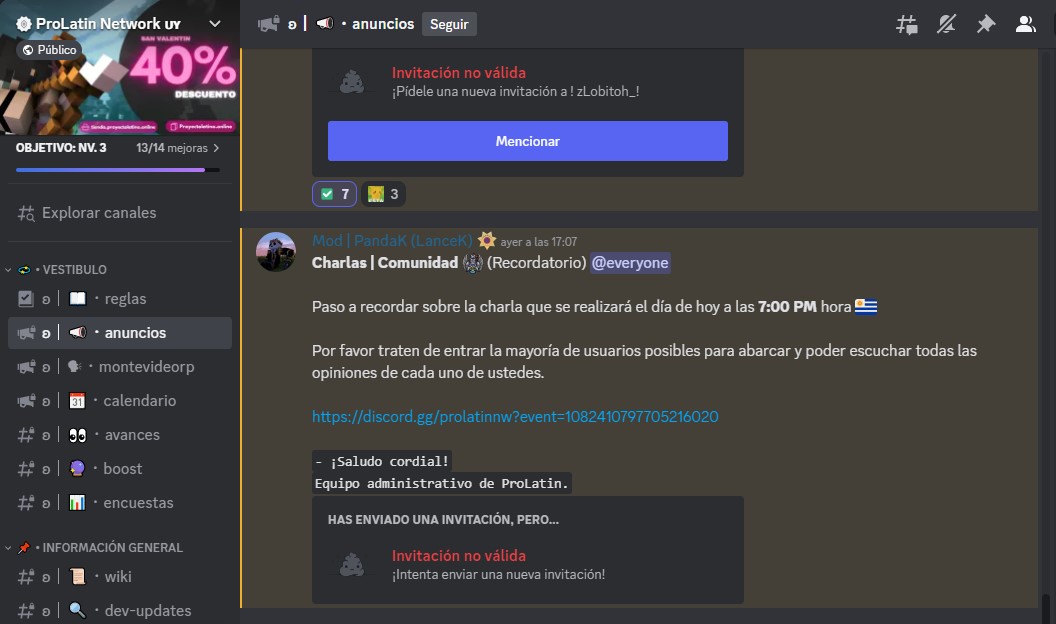 ProLatin Network UY
Público
SAN VALENTIN
40%
DESCUENTO
tienda.proyectolatino.online
Proyectolatino.online
OBJETIVO: NV. 3
13/14 mejoras
Explorar canales
• VESTIBULO
ʚ | 📖 • reglas
ʚ | 📣 • anuncios
ʚ | 🗣 • montevideorp
ʚ | 📅 • calendario
ʚ | 👀 • avances
ʚ | 🔮 • boost
ʚ | 📊 • encuestas
📌 • INFORMACIÓN GENERAL
ʚ | 📜 • wiki
ʚ | 🔍 • dev-updates
ʚ | 📣 • anuncios
Seguir
Invitación no válida
¡Pídele una nueva invitación a ! zLobitoh_!
Mencionar
✅ 7
3
Mod | PandaK (LanceK) ayer a las 17:07
Charlas | Comunidad (Recordatorio) @everyone
Paso a recordar sobre la charla que se realizará el día de hoy a las 7:00 PM hora 🇺🇾
Por favor traten de entrar la mayoría de usuarios posibles para abarcar y poder escuchar todas las
opiniones de cada uno de ustedes.
https://discord.gg/prolatinnw?event=1082410797705216020
- ¡Saludo cordial!
Equipo administrativo de ProLatin.
HAS ENVIADO UNA INVITACIÓN, PERO...
Invitación no válida
¡Intenta enviar una nueva invitación!